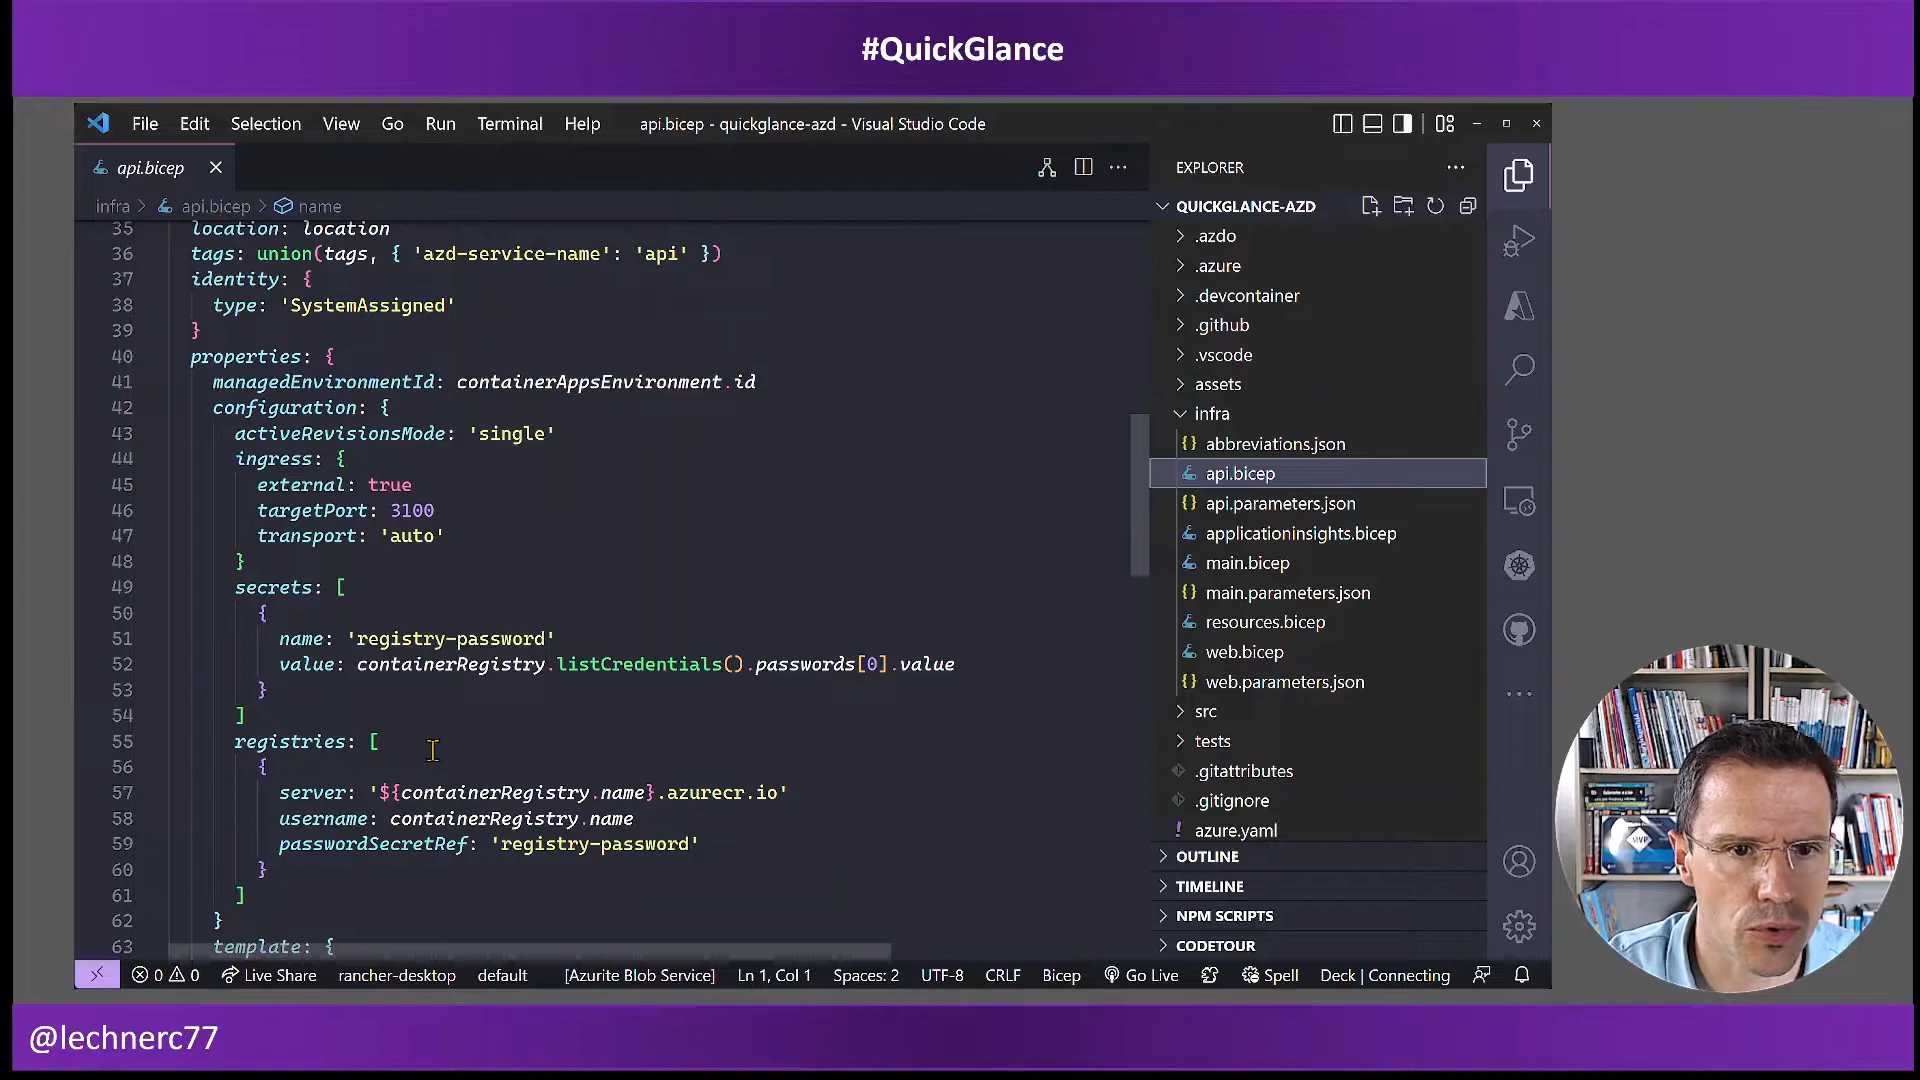 #QuickGlance
File Edit Selection View Go Run Terminal Help api.bicep - quickglance-azd - Visual Studio Code
api.bicep
infra > api.bicep > name
35 location: location
36 tags: union(tags, { 'azd-service-name': 'api' })
37 identity: {
38 type: 'SystemAssigned'
39 }
40 properties: {
41 managedEnvironmentId: containerAppsEnvironment.id
42 configuration: {
43 activeRevisionsMode: 'single'
44 ingress: {
45 external: true
46 targetPort: 3100
47 transport: 'auto'
48 }
49 secrets: [
50 {
51 name: 'registry-password'
52 value: containerRegistry.listCredentials().passwords[0].value
53 }
54 ]
55 registries: [
56 {
57 server: '${containerRegistry.name}.azurecr.io'
58 username: containerRegistry.name
59 passwordSecretRef: 'registry-password'
60 }
61 ]
62 }
63 template: {
EXPLORER
QUICKGLANCE-AZD
.azdo
.azure
.devcontainer
.github
.vscode
assets
infra
abbreviations.json
api.bicep
api.parameters.json
applicationinsights.bicep
main.bicep
main.parameters.json
resources.bicep
web.bicep
web.parameters.json
src
tests
.gitattributes
.gitignore
azure.yaml
OUTLINE
TIMELINE
NPM SCRIPTS
CODETOUR
0 0 Live Share rancher-desktop default [Azurite Blob Service] Ln 1, Col 1 Spaces: 2 UTF-8 CRLF Bicep Go Live Spell Deck | Connecting
MVP
@lechnerc77